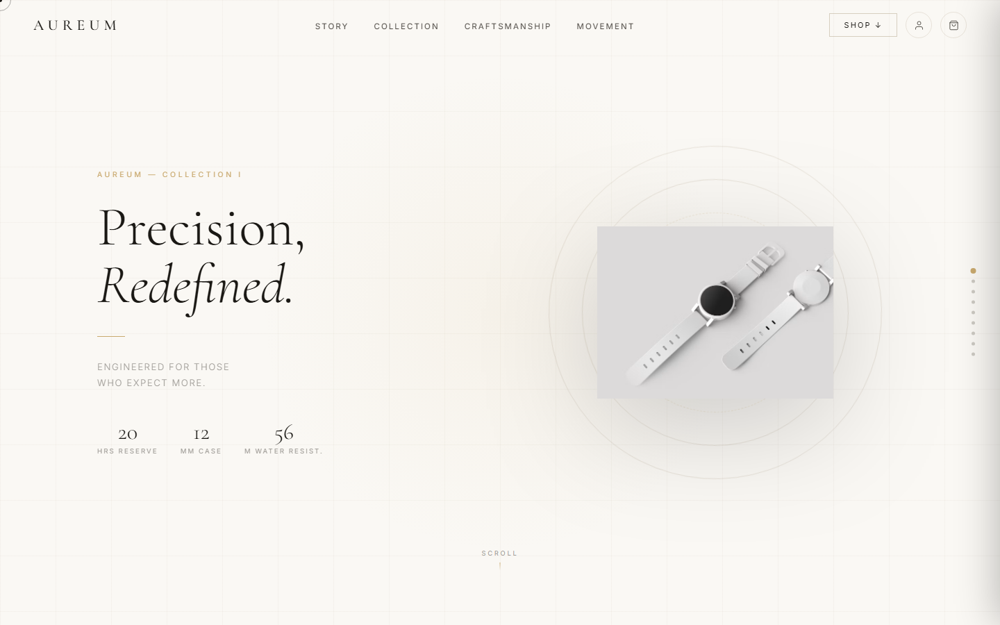 AUREUM
STORY
COLLECTION
CRAFTSMANSHIP
MOVEMENT
SHOP ↓
AUREUM — COLLECTION I
Precision,
Redefined.
ENGINEERED FOR THOSE
WHO EXPECT MORE.
20
HRS RESERVE
12
MM CASE
56
M WATER RESIST.
SCROLL